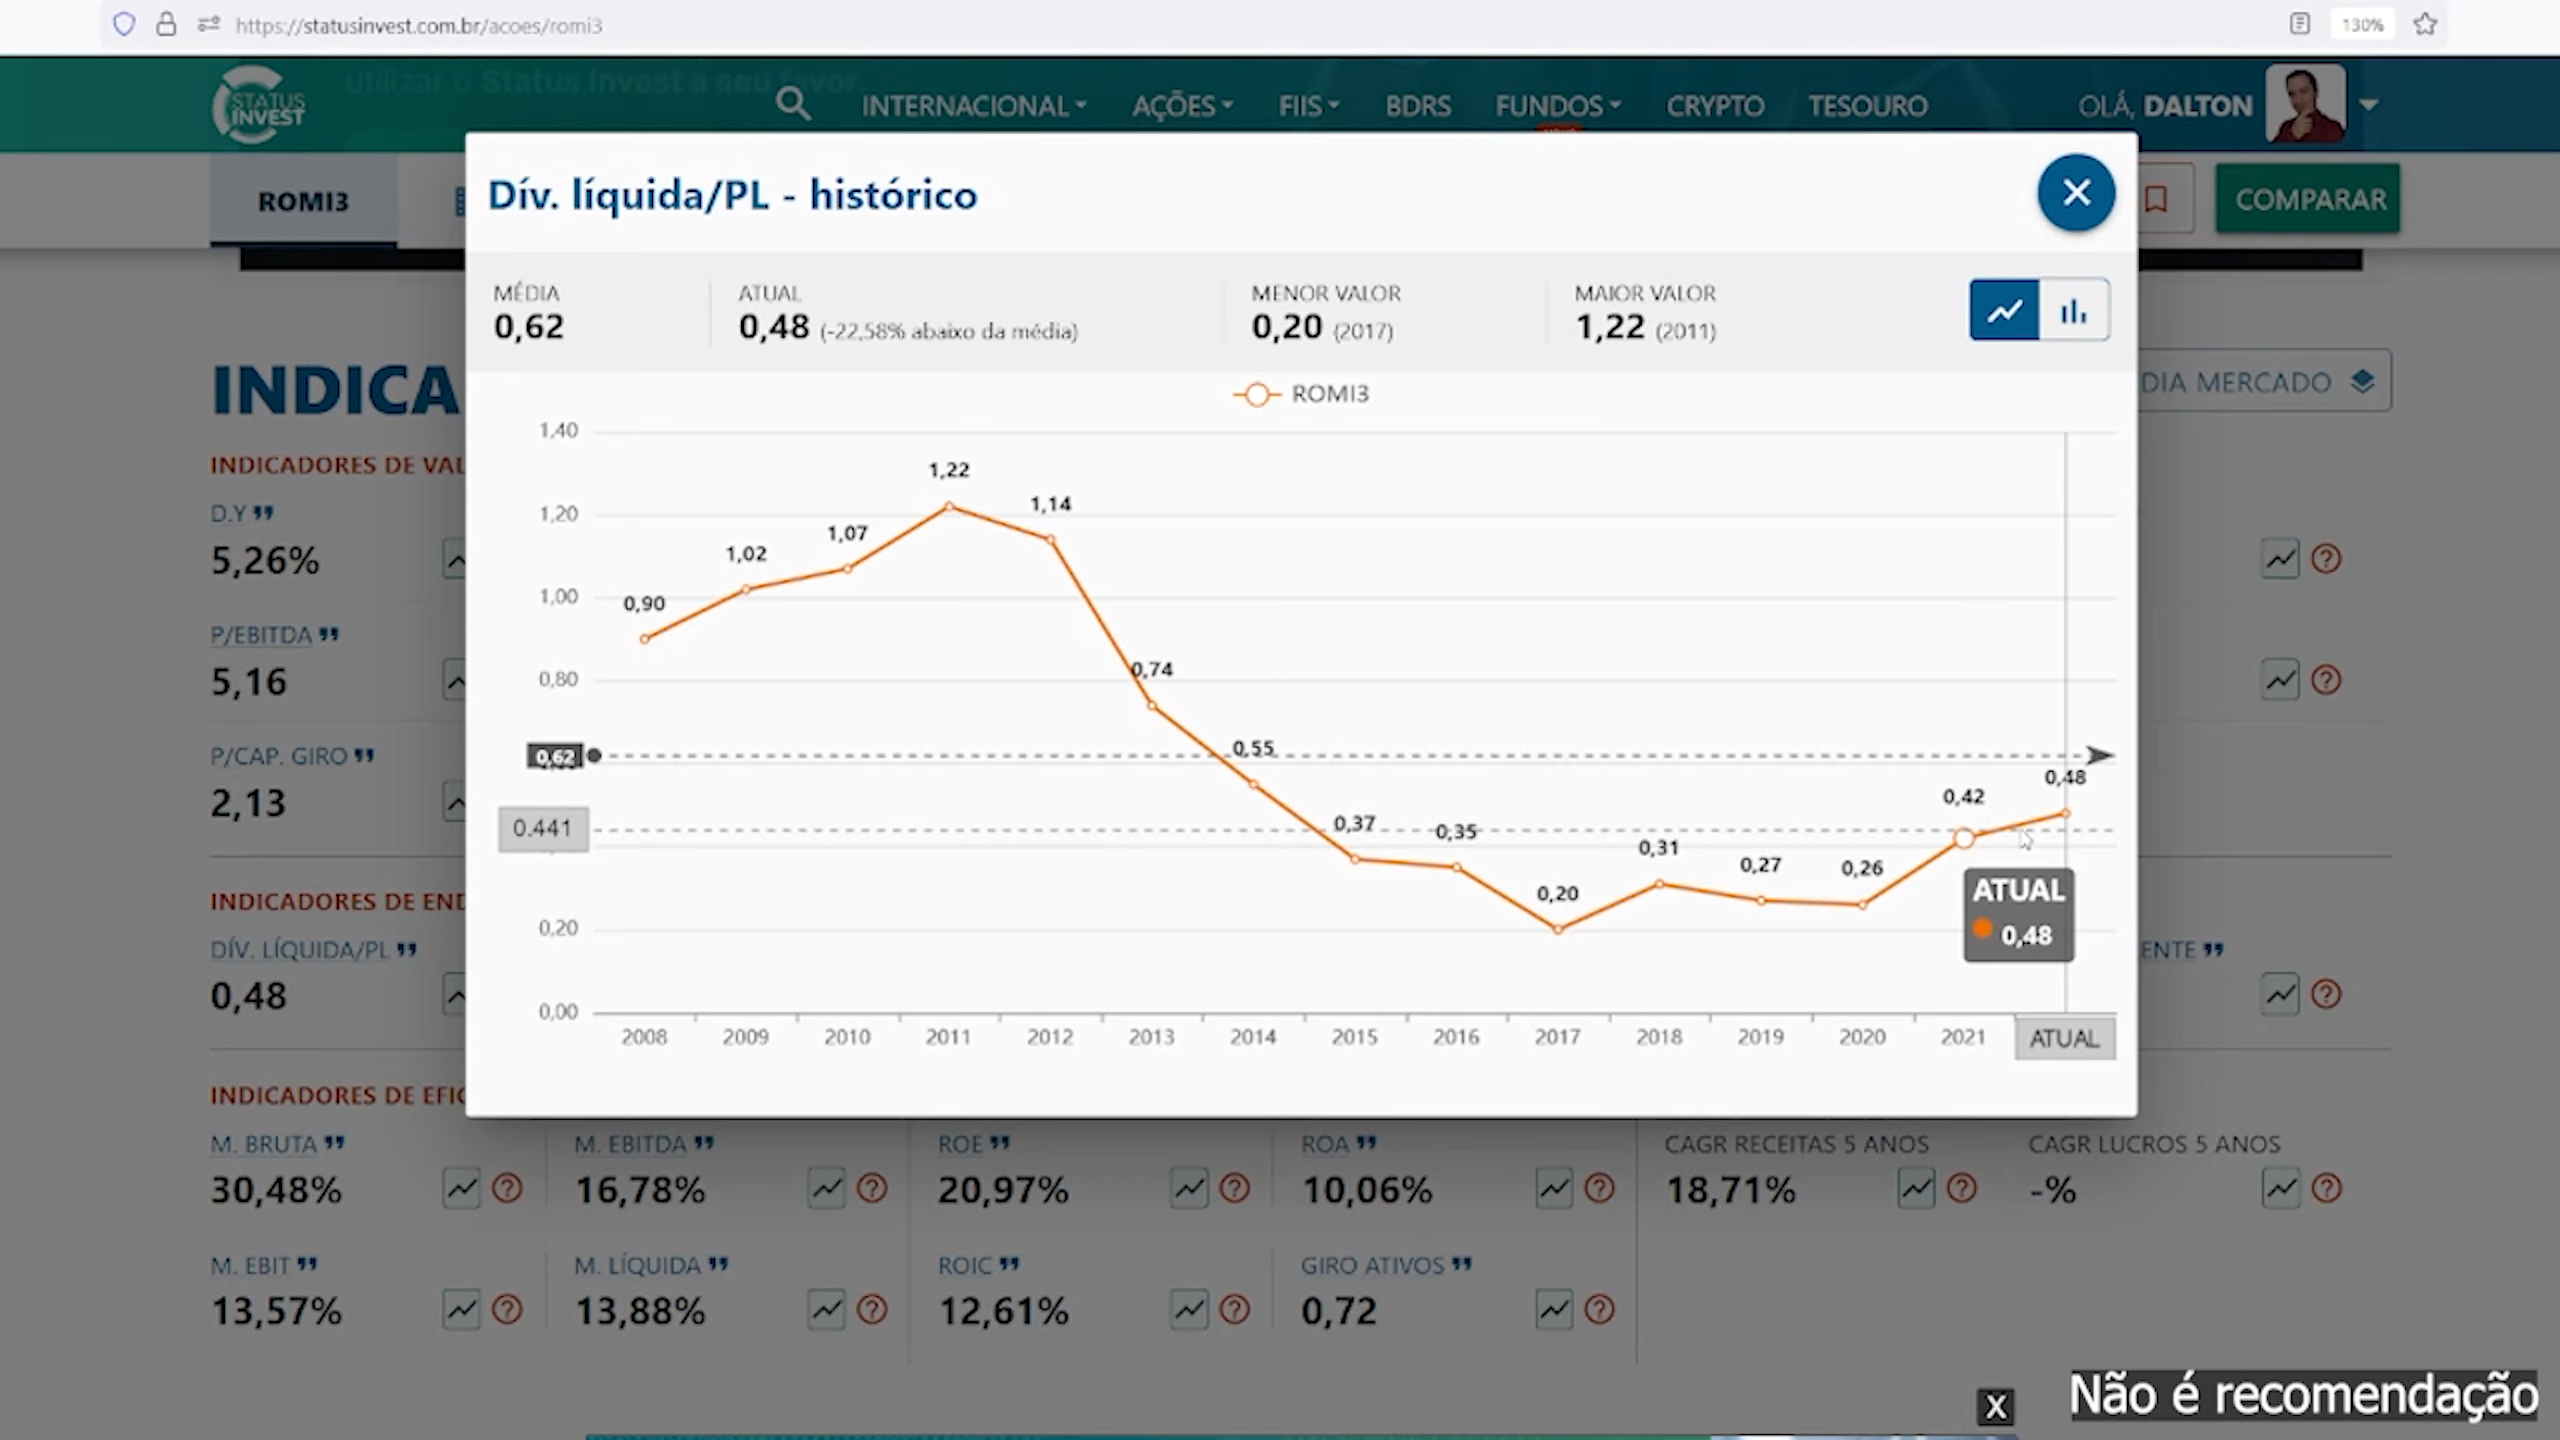 https://statusinvest.com.br/acoes/romi3
130%
utilizar o Status Invest a seu favor.
STATUS
INVEST
INTERNACIONAL
AÇÕES
FIIS
BDRS
FUNDOS
CRYPTO
TESOURO
OLÁ, DALTON
ROMI3
COMPARAR
Dív. líquida/PL - histórico
MÉDIA
0,62
ATUAL
0,48 (-22,58% abaixo da média)
MENOR VALOR
0,20 (2017)
MAIOR VALOR
1,22 (2011)
ROMI3
1,40
1,20
1,00
0,80
0,62
0.441
0,20
0,00
0,90
1,02
1,07
1,22
1,14
0,74
0,55
0,37
0,35
0,20
0,31
0,27
0,26
0,42
0,48
ATUAL
0,48
2008
2009
2010
2011
2012
2013
2014
2015
2016
2017
2018
2019
2020
2021
ATUAL
INDICA
DIA MERCADO
INDICADORES DE VAL
D.Y
5,26%
P/EBITDA
5,16
P/CAP. GIRO
2,13
INDICADORES DE END
DÍV. LÍQUIDA/PL
0,48
ENTE
INDICADORES DE EFIC
M. BRUTA
30,48%
M. EBITDA
16,78%
ROE
20,97%
ROA
10,06%
CAGR RECEITAS 5 ANOS
18,71%
CAGR LUCROS 5 ANOS
-%
M. EBIT
13,57%
M. LÍQUIDA
13,88%
ROIC
12,61%
GIRO ATIVOS
0,72
X
Não é recomendação